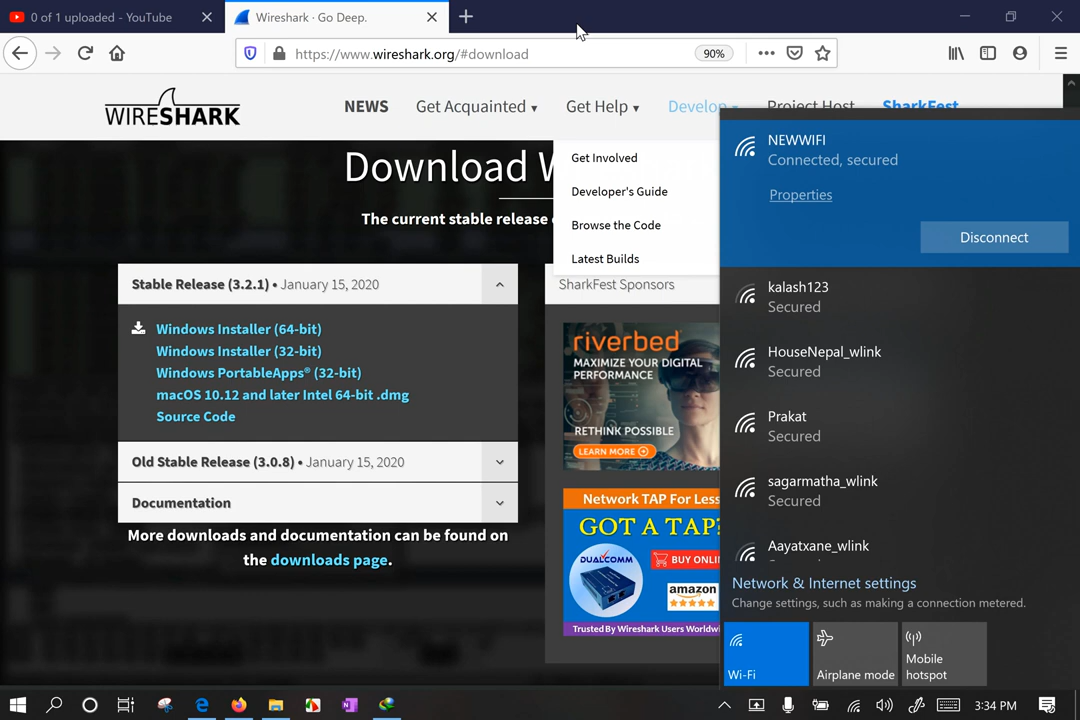 0 of 1 uploaded - YouTube
Wireshark · Go Deep.
https://www.wireshark.org/#download
90%
WIRESHARK
NEWS
Get Acquainted
Get Help
Develop
Project Host
SharkFest
Get Involved
Developer's Guide
Browse the Code
Latest Builds
Download W
The current stable release
Stable Release (3.2.1) • January 15, 2020
Windows Installer (64-bit)
Windows Installer (32-bit)
Windows PortableApps® (32-bit)
macOS 10.12 and later Intel 64-bit .dmg
Source Code
Old Stable Release (3.0.8) • January 15, 2020
Documentation
More downloads and documentation can be found on
the downloads page.
SharkFest Sponsors
riverbed
MAXIMIZE YOUR DIGITAL
PERFORMANCE
RETHINK POSSIBLE
LEARN MORE
Network TAP For Less
GOT A TAP?
DUALCOMM
BUY ONLI
amazon
Trusted By Wireshark Users Worldw
NEWWIFI
Connected, secured
Properties
Disconnect
kalash123
Secured
HouseNepal_wlink
Secured
Prakat
Secured
sagarmatha_wlink
Secured
Aayatxane_wlink
Network & Internet settings
Change settings, such as making a connection metered.
Wi-Fi
Airplane mode
Mobile
hotspot
3:34 PM